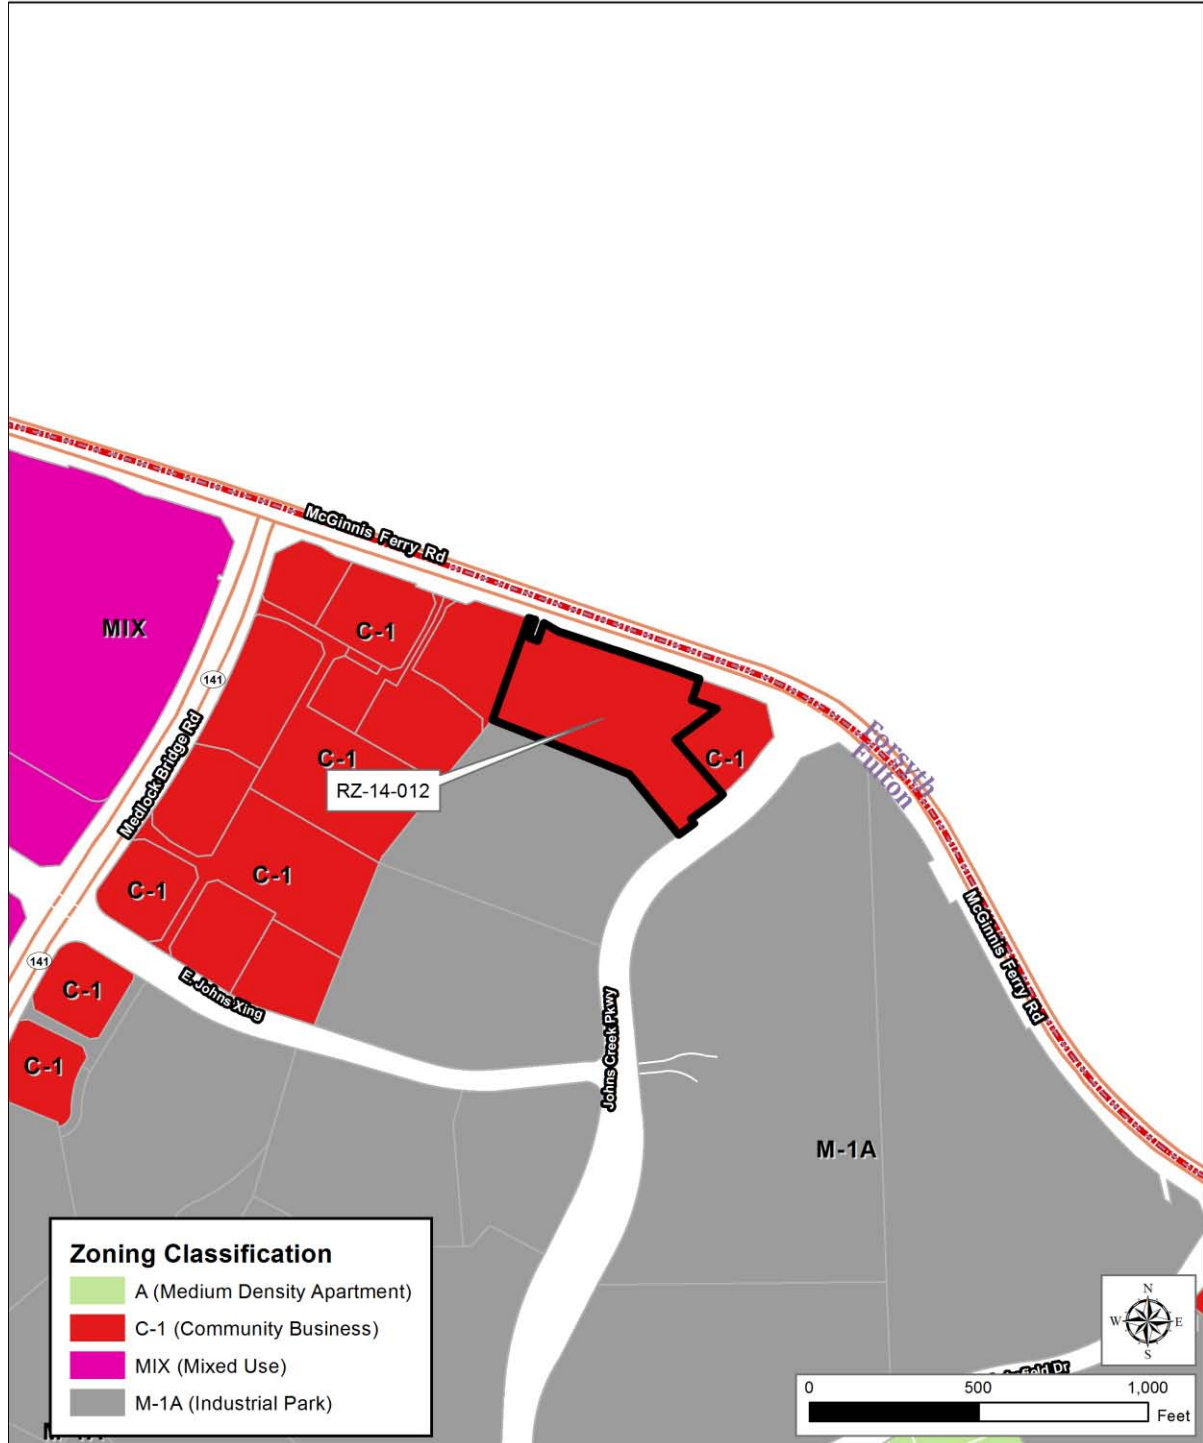 McGinnis Ferry Rd
MIX
C-1
141
Forsyth
Fulton
C-1
C-1
RZ-14-012
Medlock Bridge Rd
C-1
C-1
McGinnis Ferry Rd
141
E. Johns Xing
C-1
Johns Creek Pkwy
C-1
M-1A
Zoning Classification
A (Medium Density Apartment)
C-1 (Community Business)
MIX (Mixed Use)
M-1A (Industrial Park)
N
W E
S
0 500 1,000
Feet